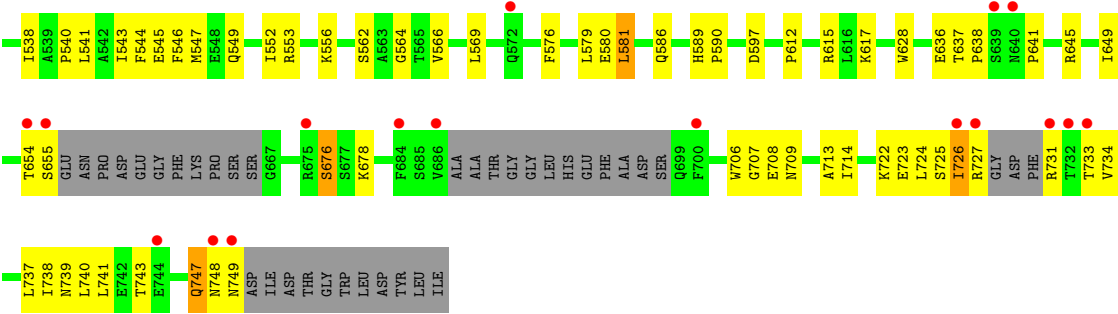 I538 A539 P540 L541 A542 I543 F544 E545 F546 M547 E548 Q549 I552 R553 K556 S562 A563 G564 T565 V566 L569 Q572 F576 L579 E580 L581 Q586 H589 P590 D597 P612 R615 L616 K617 W628 E636 T637 P638 S639 N640 P641 R645 I649
T654 S655 GLU ASN PRO ASP GLU GLY PHE LYS PRO SER SER G667 R675 S676 S677 K678 F684 S685 V686 ALA ALA THR GLY GLY LEU HIS GLU PHE ALA ASP SER Q699 F700 W706 G707 E708 N709 A713 I714 K722 E723 L724 S725 I726 R727 GLY ASP PHE R731 T732 T733 V734
L737 I738 N739 L740 L741 E742 T743 E744 Q747 N748 N749 ASP ILE ASP THR GLY TRP LEU ASP TYR LEU ILE